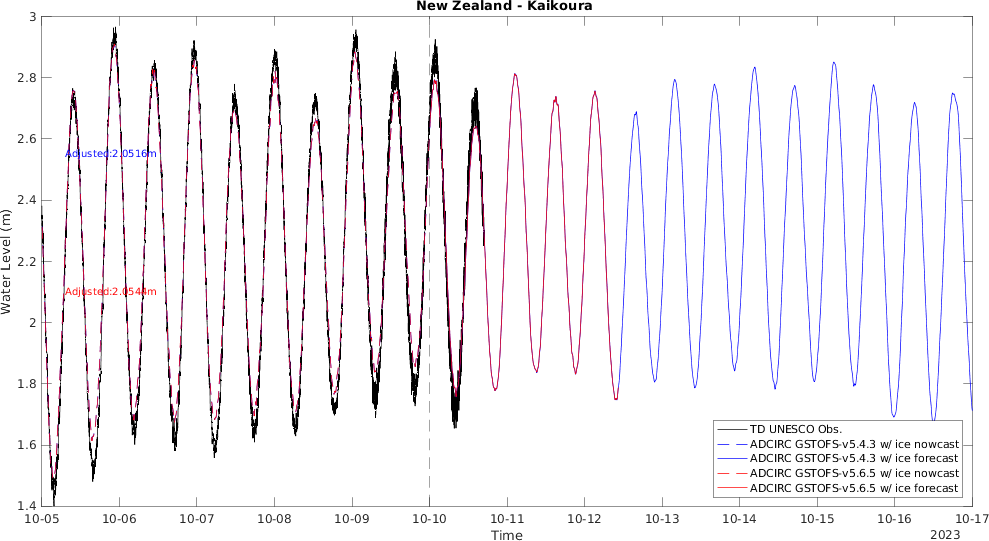 New Zealand - Kaikoura
3
2.8
2.6
2.4
2.2
2
1.8
1.6
1.4
Water Level (m)
Adjusted:2.0516m
Adjusted:2.0544m
TD UNESCO Obs.
ADCIRC GSTOFS-v5.4.3 w/ ice nowcast
ADCIRC GSTOFS-v5.4.3 w/ ice forecast
ADCIRC GSTOFS-v5.6.5 w/ ice nowcast
ADCIRC GSTOFS-v5.6.5 w/ ice forecast
10-05 10-06 10-07 10-08 10-09 10-10 10-11 10-12 10-13 10-14 10-15 10-16 10-17
Time
2023